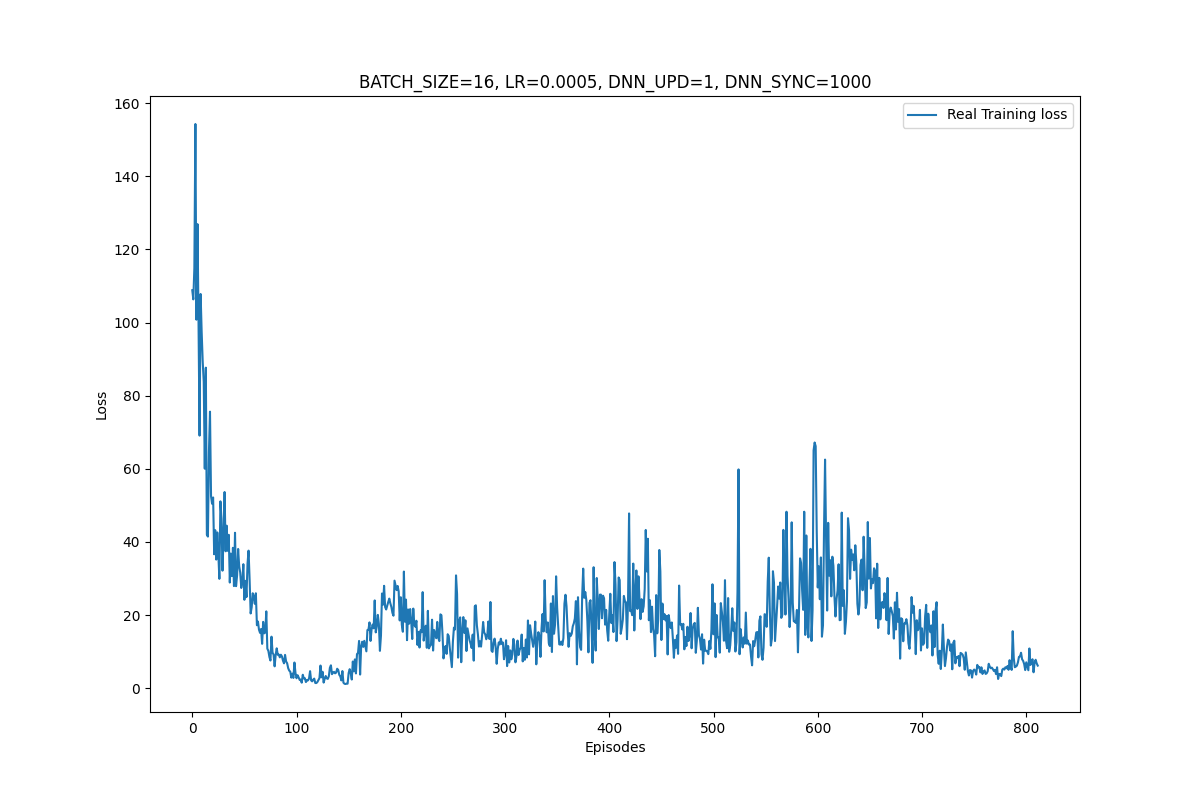 BATCH_SIZE=16, LR=0.0005, DNN_UPD=1, DNN_SYNC=1000
Real Training loss
160
140
120
100
80
60
40
20
0
Loss
0 100 200 300 400 500 600 700 800
Episodes